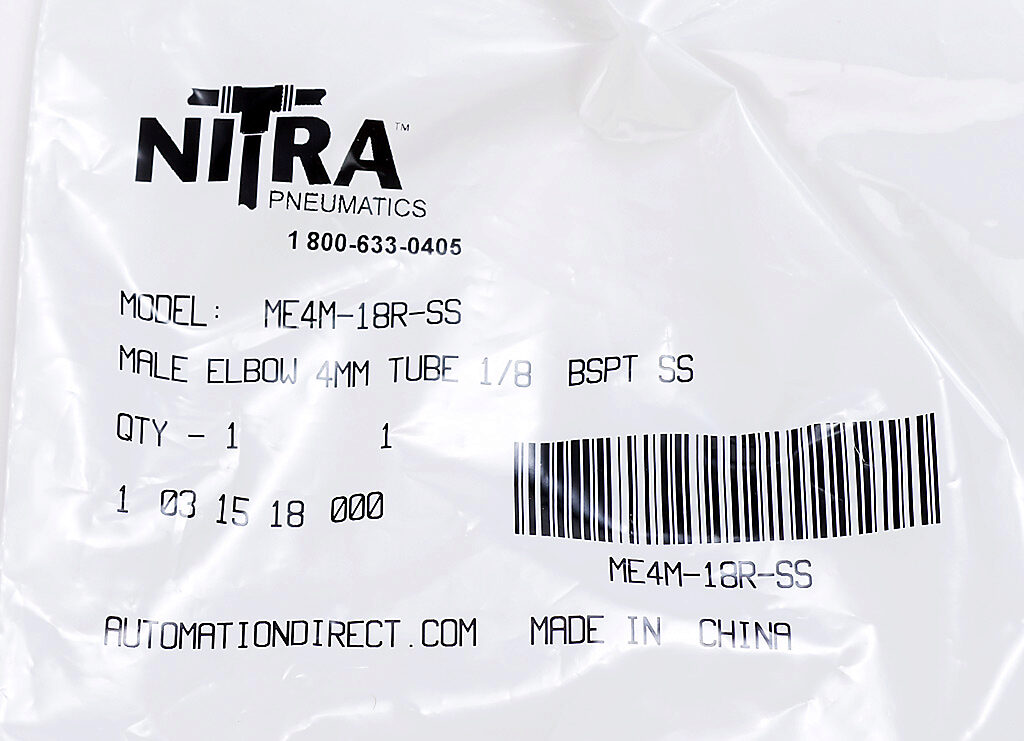 NITRA™
PNEUMATICS
1 800-633-0405
MODEL: ME4M-18R-SS
MALE ELBOW 4MM TUBE 1/8 BSPT SS
QTY - 1 1
1 03 15 18 000
ME4M-18R-SS
AUTOMATIONDIRECT.COM MADE IN CHINA